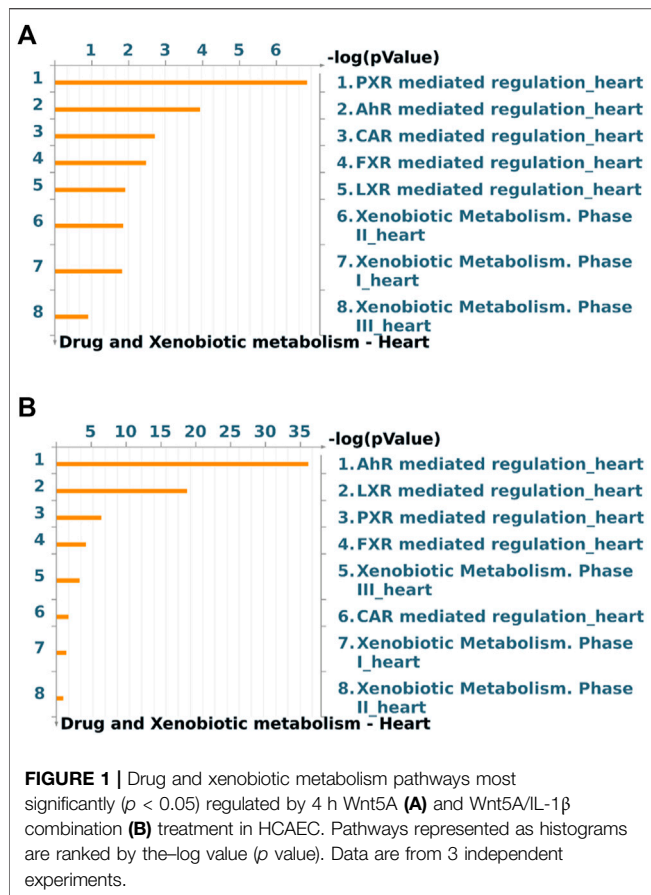 A
1 2 3 4 5 6
-log(pValue)
1
2
3
4
5
6
7
8
1. PXR mediated regulation_heart
2. AhR mediated regulation_heart
3. CAR mediated regulation_heart
4. FXR mediated regulation_heart
5. LXR mediated regulation_heart
6. Xenobiotic Metabolism. Phase
II_heart
7. Xenobiotic Metabolism. Phase
I_heart
8. Xenobiotic Metabolism. Phase
III_heart
Drug and Xenobiotic metabolism - Heart
B
5 10 15 20 25 30 35
-log(pValue)
1
2
3
4
5
6
7
8
1. AhR mediated regulation_heart
2. LXR mediated regulation_heart
3. PXR mediated regulation_heart
4. FXR mediated regulation_heart
5. Xenobiotic Metabolism. Phase
III_heart
6. CAR mediated regulation_heart
7. Xenobiotic Metabolism. Phase
I_heart
8. Xenobiotic Metabolism. Phase
II_heart
Drug and Xenobiotic metabolism - Heart
FIGURE 1 | Drug and xenobiotic metabolism pathways most
significantly (p < 0.05) regulated by 4 h Wnt5A (A) and Wnt5A/IL-1β
combination (B) treatment in HCAEC. Pathways represented as histograms
are ranked by the–log value (p value). Data are from 3 independent
experiments.